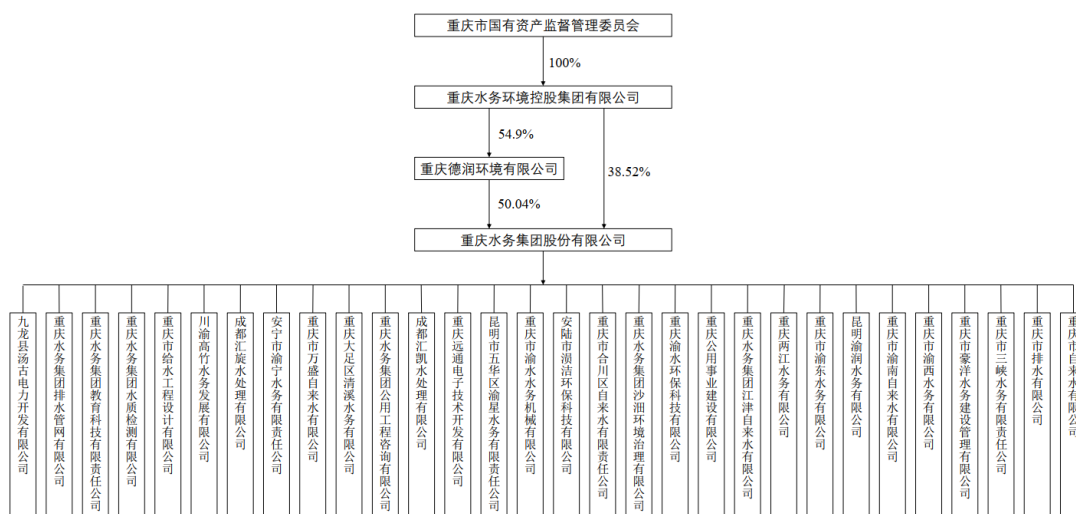 重庆市国有资产监督管理委员会
100%
重庆水务环境控股集团有限公司
54.9%
重庆德润环境有限公司
38.52%
50.04%
重庆水务集团股份有限公司
九龙县汤古电力开发有限公司
重庆水务集团排水管网有限公司
重庆水务集团教育科技有限责任公司
重庆水务集团水质检测有限公司
重庆市给水工程设计有限公司
川渝高竹水务发展有限公司
成都汇旋水处理有限公司
安宁市渝宁水务有限责任公司
重庆市万盛自来水有限公司
重庆大足区清溪水务有限公司
重庆水务集团公用工程咨询有限公司
成都汇凯水处理有限公司
重庆远通电子技术开发有限公司
昆明市五华区渝星水务有限责任公司
重庆市渝水水务机械有限公司
安陆市涢洁环保科技有限公司
重庆市合川区自来水有限责任公司
重庆水务集团沙沺环境治理有限公司
重庆渝水环保科技有限公司
重庆公用事业建设有限公司
重庆水务集团江津自来水有限公司
重庆两江水务有限公司
重庆市渝东水务有限公司
昆明渝润水务有限公司
重庆市渝南自来水有限公司
重庆市渝西水务有限公司
重庆市豪洋水务建设管理有限公司
重庆市三峡水务有限责任公司
重庆市排水有限公司
重庆市自来水有限公司